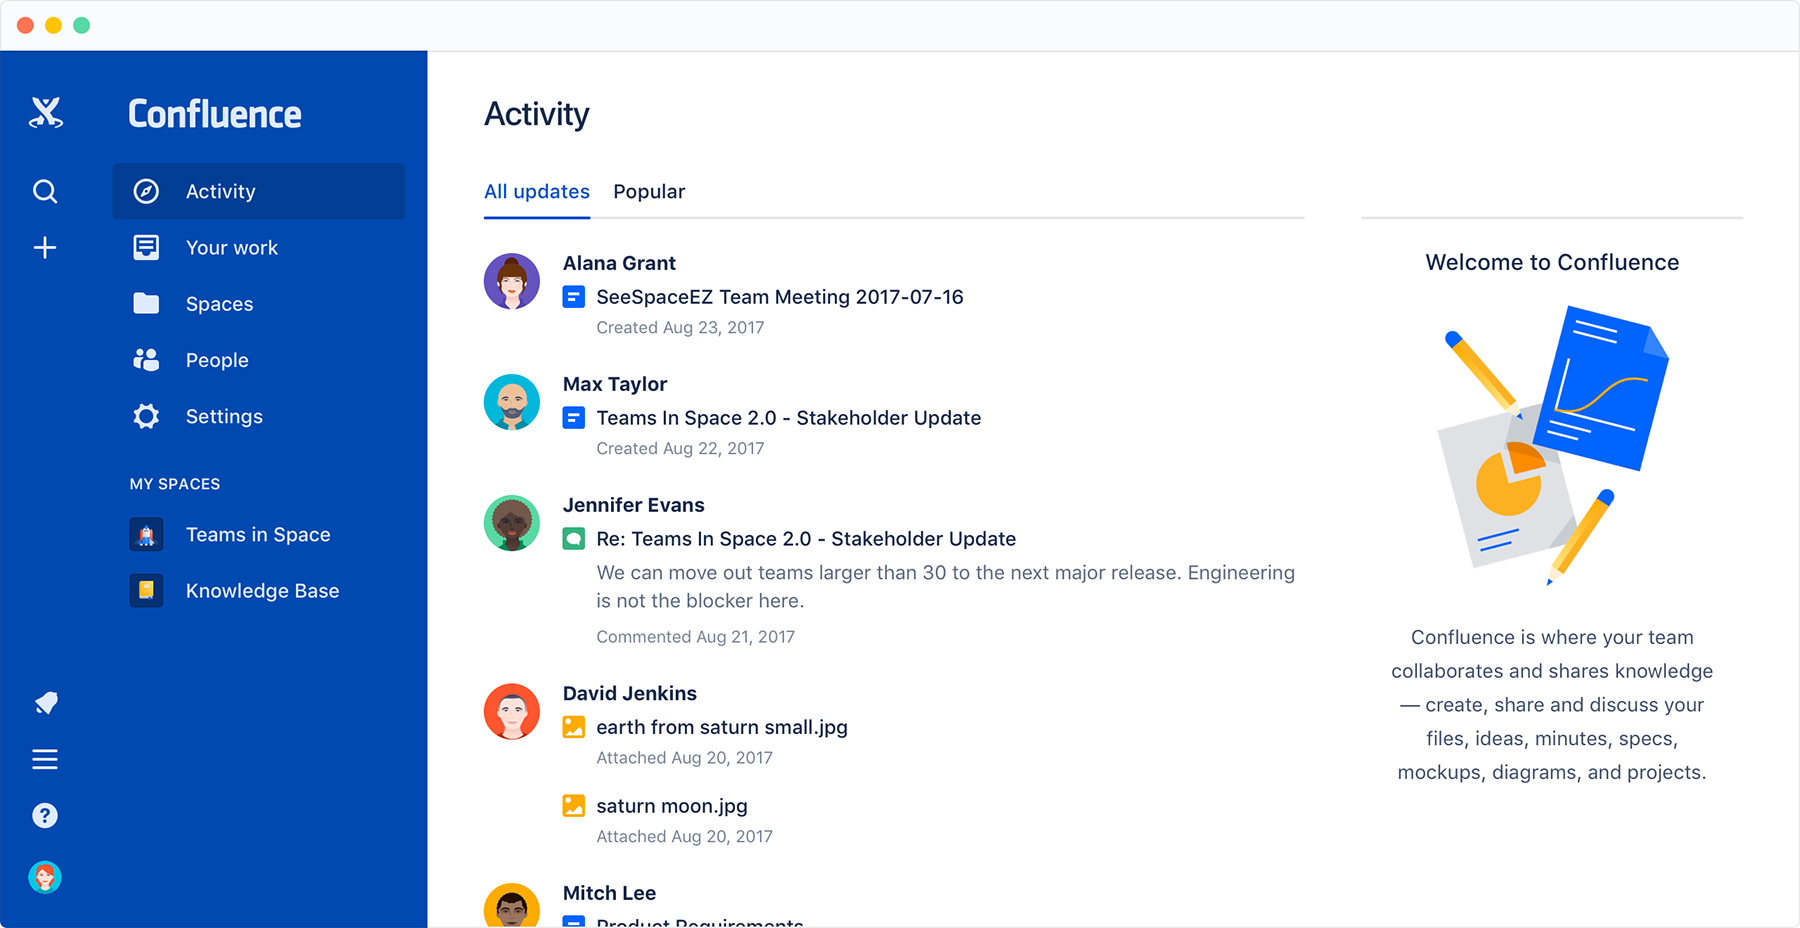 Confluence
Activity
Your work
Spaces
People
Settings
MY SPACES
Teams in Space
Knowledge Base
?
Activity
All updates
Popular
Alana Grant
SeeSpaceEZ Team Meeting 2017-07-16
Created Aug 23, 2017
Max Taylor
Teams In Space 2.0 - Stakeholder Update
Created Aug 22, 2017
Jennifer Evans
Re: Teams In Space 2.0 - Stakeholder Update
We can move out teams larger than 30 to the next major release. Engineering
is not the blocker here.
Commented Aug 21, 2017
David Jenkins
earth from saturn small.jpg
Attached Aug 20, 2017
saturn moon.jpg
Attached Aug 20, 2017
Mitch Lee
Product Requirements
Welcome to Confluence
Confluence is where your team
collaborates and shares knowledge
— create, share and discuss your
files, ideas, minutes, specs,
mockups, diagrams, and projects.